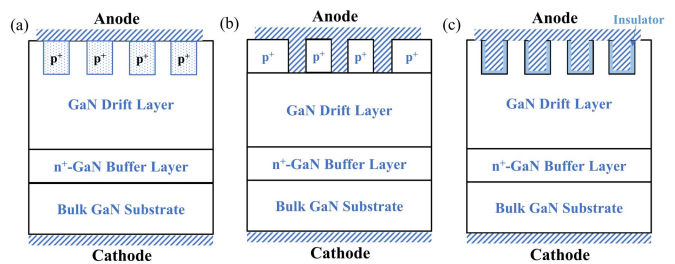 (a)
Anode
p+
p+
p+
p+
GaN Drift Layer
n+-GaN Buffer Layer
Bulk GaN Substrate
Cathode
(b)
Anode
p+
p+
p+
p+
GaN Drift Layer
n+-GaN Buffer Layer
Bulk GaN Substrate
Cathode
(c)
Anode
Insulator
GaN Drift Layer
n+-GaN Buffer Layer
Bulk GaN Substrate
Cathode